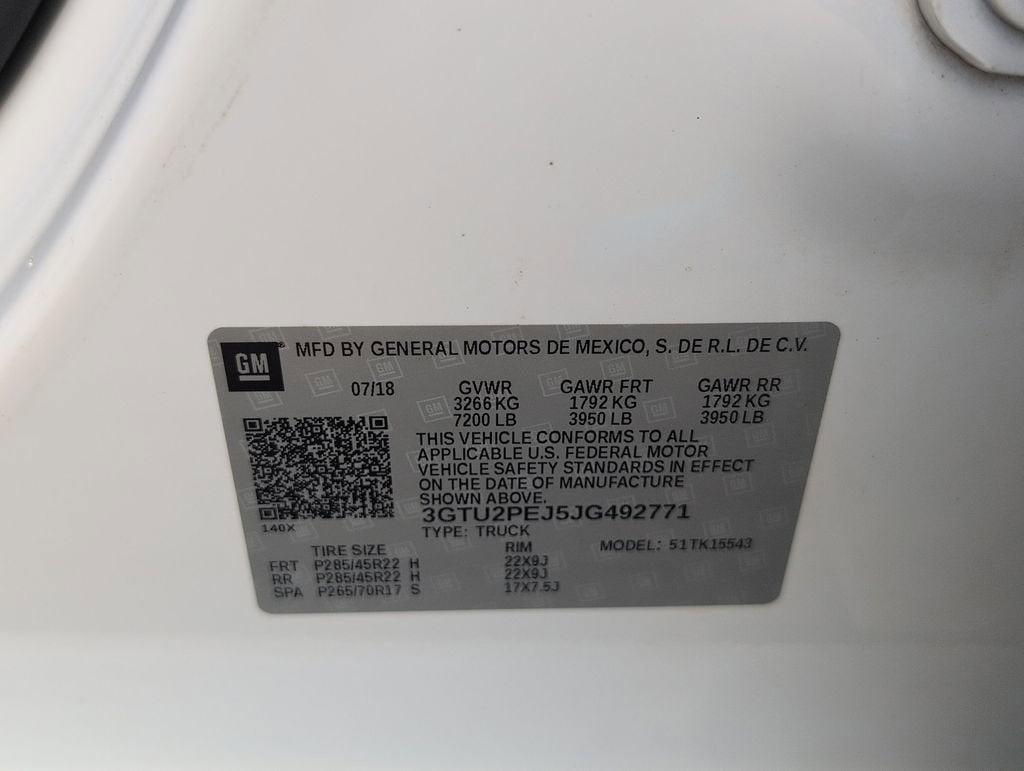 GM® MFD BY GENERAL MOTORS DE MEXICO, S. DE R.L. DE C.V.
07/18 GVWR GAWR FRT GAWR RR
3266 KG 1792 KG 1792 KG
7200 LB 3950 LB 3950 LB
THIS VEHICLE CONFORMS TO ALL
APPLICABLE U.S. FEDERAL MOTOR
VEHICLE SAFETY STANDARDS IN EFFECT
ON THE DATE OF MANUFACTURE
SHOWN ABOVE.
3GTU2PEJ5JG492771
140X
TYPE: TRUCK
TIRE SIZE RIM MODEL: 51TK15543
FRT P285/45R22 H 22X9J
RR P285/45R22 H 22X9J
SPA P265/70R17 S 17X7.5J